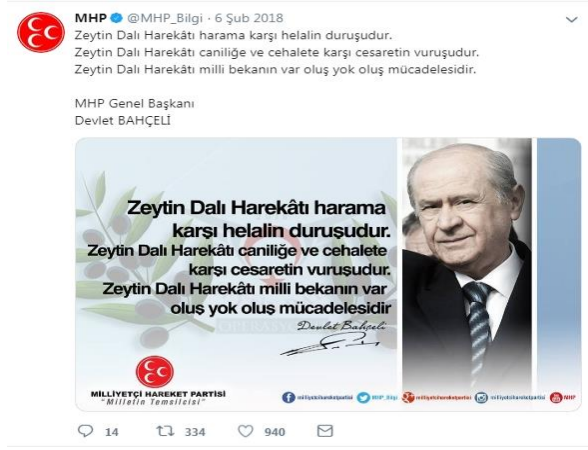 MHP @MHP_Bilgi · 6 Şub 2018
Zeytin Dalı Harekâtı harama karşı helalin duruşudur.
Zeytin Dalı Harekâtı caniliğe ve cehalete karşı cesaretin vuruşudur.
Zeytin Dalı Harekâtı milli bekanın var oluş yok oluş mücadelesidir.
MHP Genel Başkanı
Devlet BAHÇELİ
Zeytin Dalı Harekâtı harama
karşı helalin duruşudur.
Zeytin Dalı Harekâtı caniliğe ve cehalete
karşı cesaretin vuruşudur.
Zeytin Dalı Harekâtı milli bekanın var
oluş yok oluş mücadelesidir
Devlet Bahçeli
MİLLİYETÇİ HAREKET PARTİSİ
"Milletin Temsilcisi"
milliyetcihareketpartisi MHP_Bilgi milliyetcihareketpartisi milliyetcihareketpartisi MHP
14 334 940